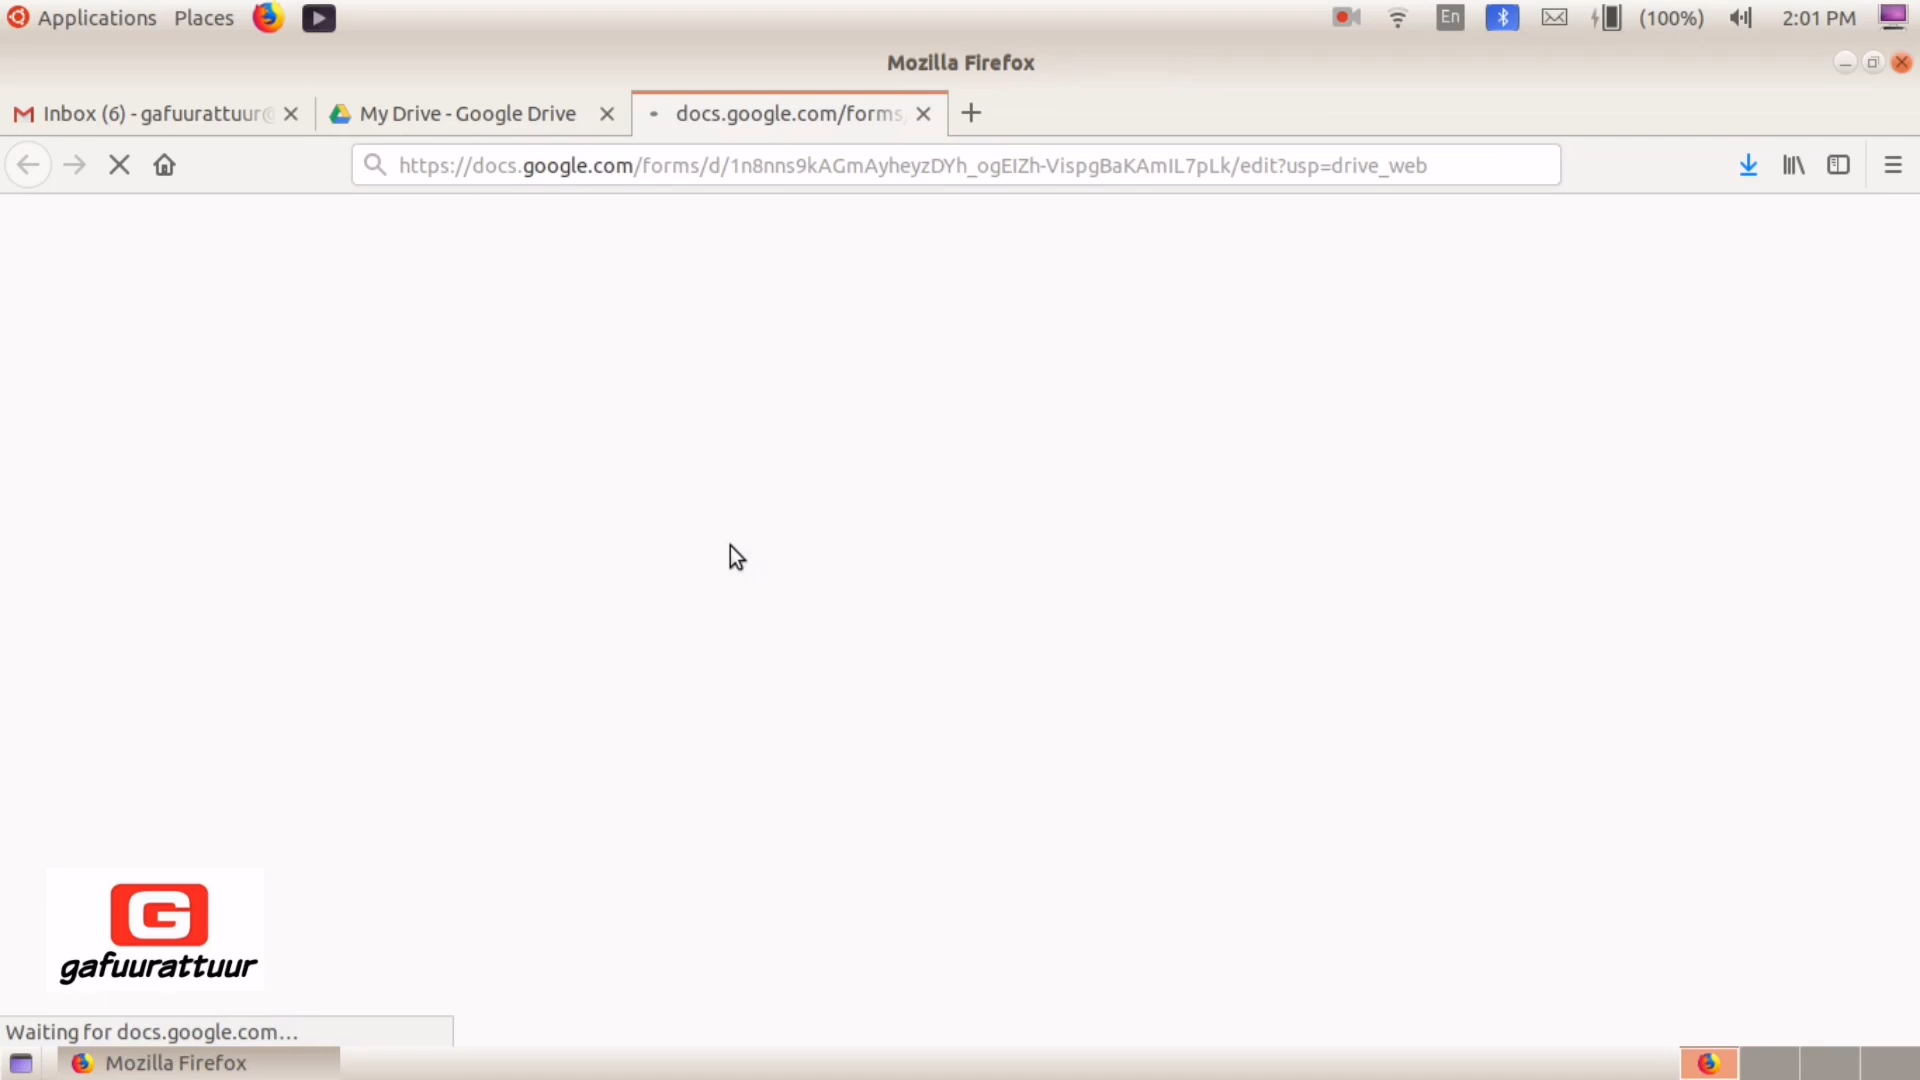 Applications Places
En (100%) 2:01 PM
Mozilla Firefox
Inbox (6) - gafuurattuur@
My Drive - Google Drive
docs.google.com/forms/
https://docs.google.com/forms/d/1n8nns9kAGmAyheyzDYh_ogEIZh-VispgBaKAmIL7pLk/edit?usp=drive_web
G
gafuurattuur
Waiting for docs.google.com...
Mozilla Firefox